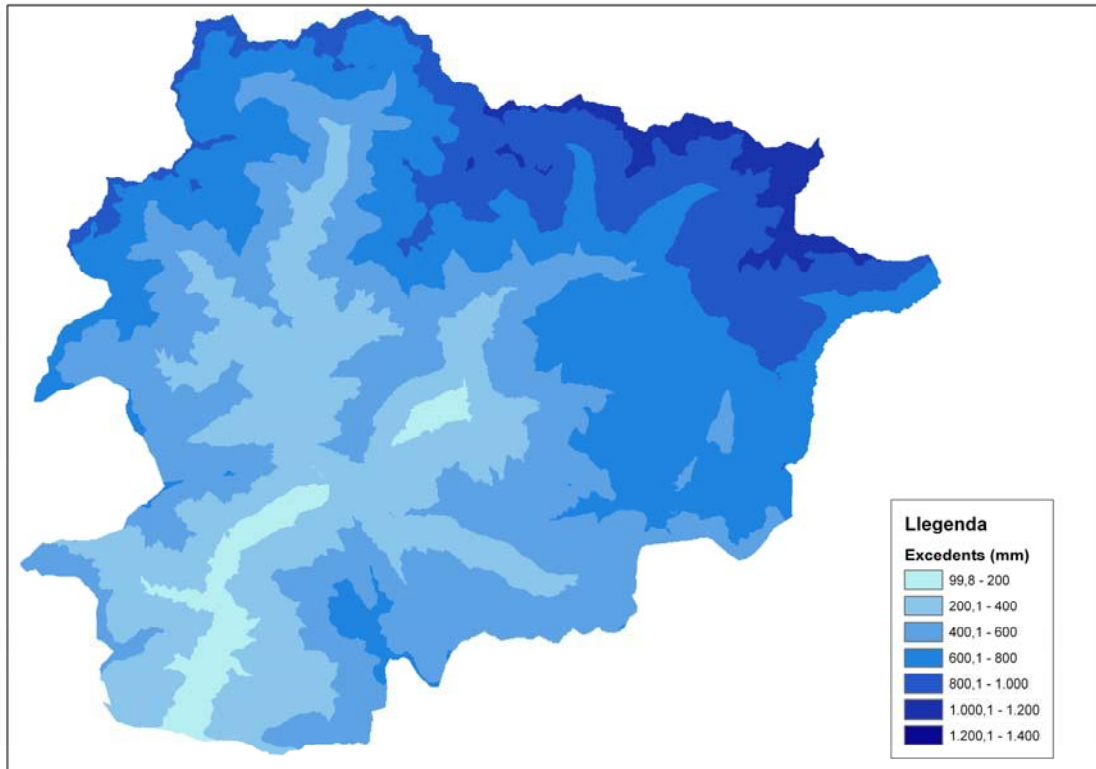 Llegenda
Excedents (mm)
99,8 - 200
200,1 - 400
400,1 - 600
600,1 - 800
800,1 - 1.000
1.000,1 - 1.200
1.200,1 - 1.400